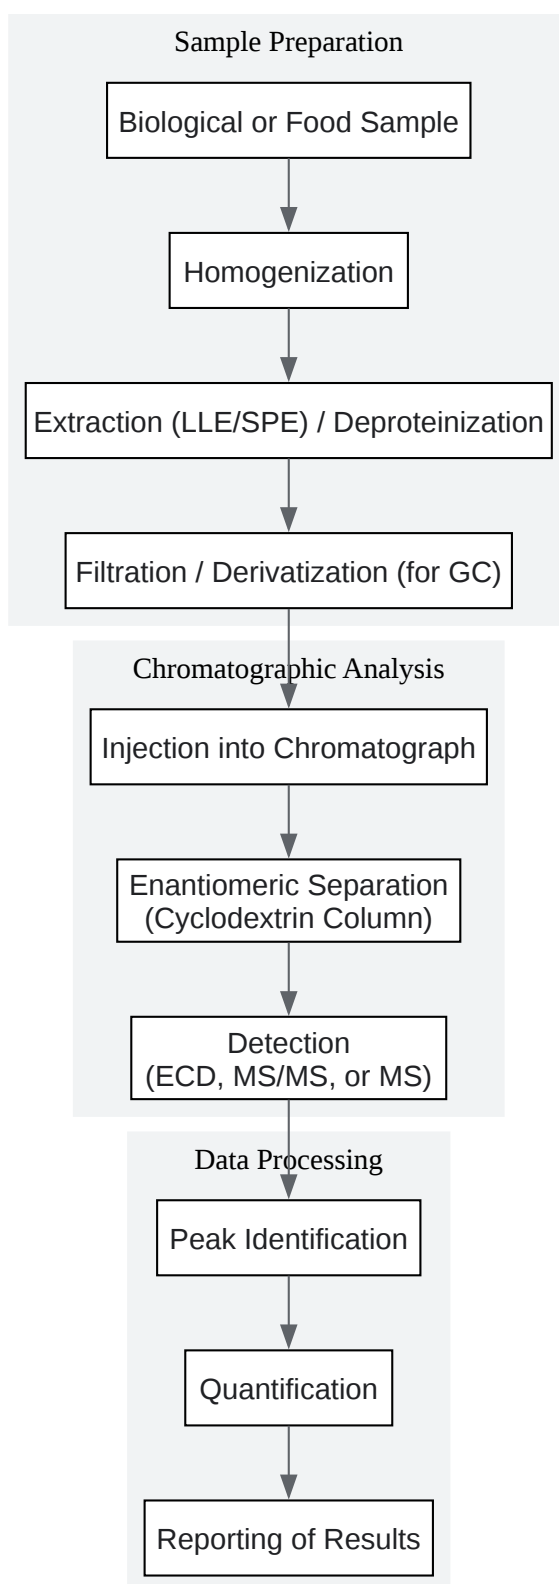 Sample Preparation
Biological or Food Sample
Homogenization
Extraction (LLE/SPE) / Deproteinization
Filtration / Derivatization (for GC)
Chromatographic Analysis
Injection into Chromatograph
Enantiomeric Separation
(Cyclodextrin Column)
Detection
(ECD, MS/MS, or MS)
Data Processing
Peak Identification
Quantification
Reporting of Results